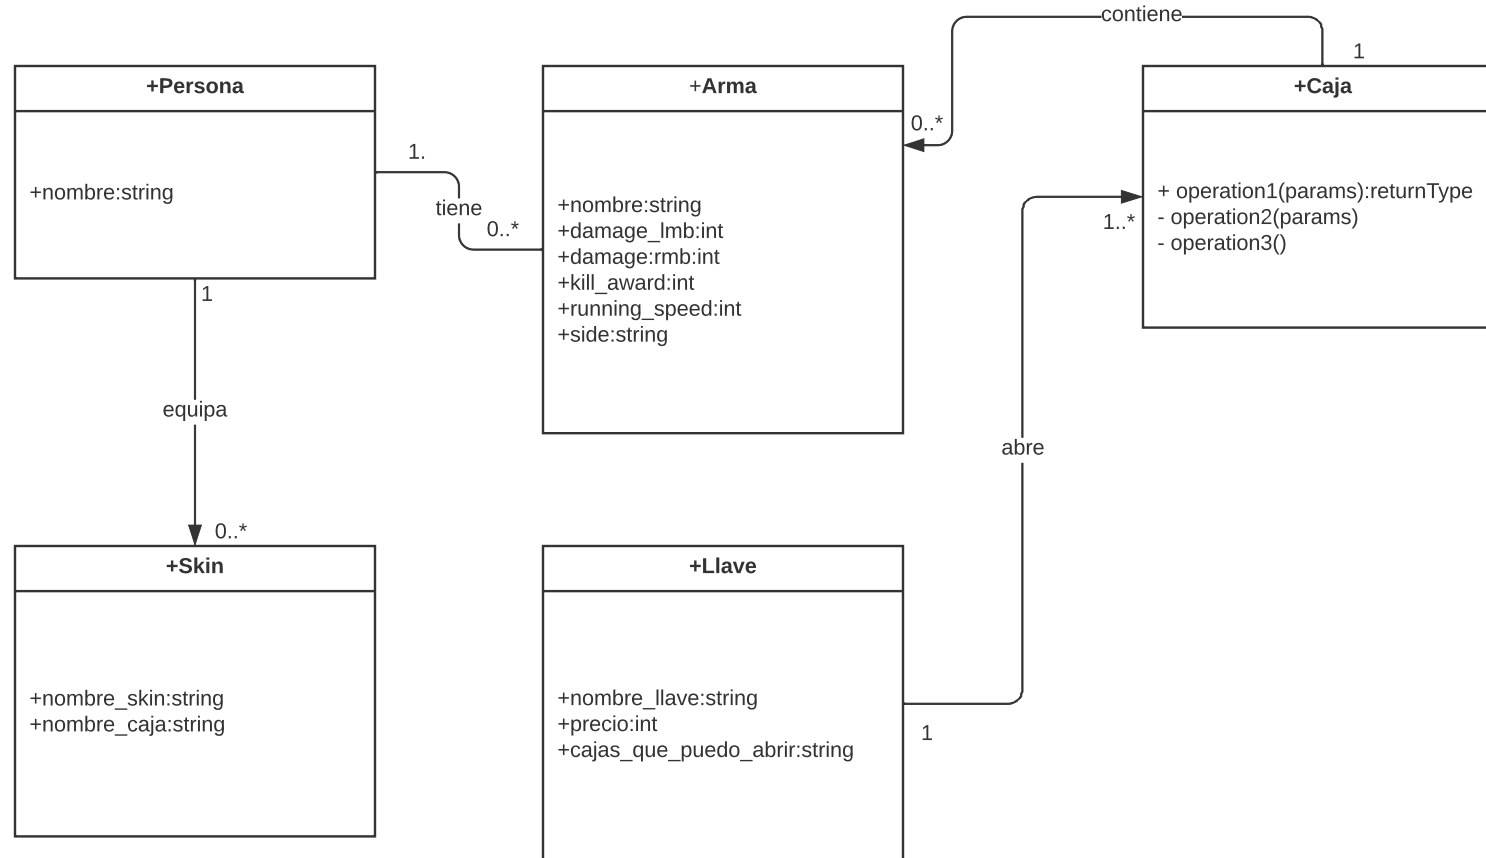 contiene
1
+Persona
+Arma
+Caja
0..*
1.
+nombre:string
tiene
0..*
+nombre:string
+damage_lmb:int
+damage:rmb:int
+kill_award:int
+running_speed:int
+side:string
+ operation1(params):returnType
- operation2(params)
- operation3()
1..*
1
equipa
abre
0..*
+Skin
+Llave
+nombre_skin:string
+nombre_caja:string
+nombre_llave:string
+precio:int
+cajas_que_puedo_abrir:string
1